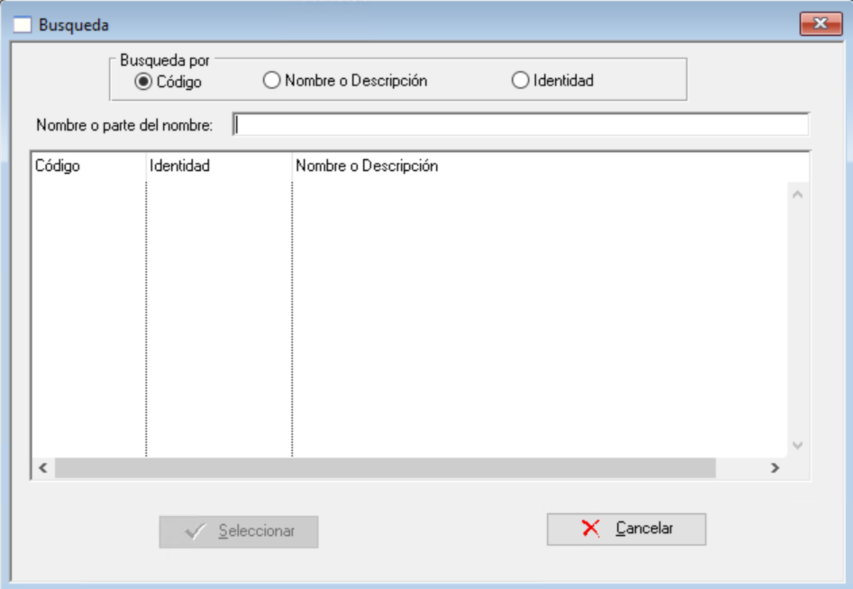 Busqueda
Busqueda por
Código Nombre o Descripción Identidad
Nombre o parte del nombre:
Código Identidad Nombre o Descripción
Seleccionar Cancelar